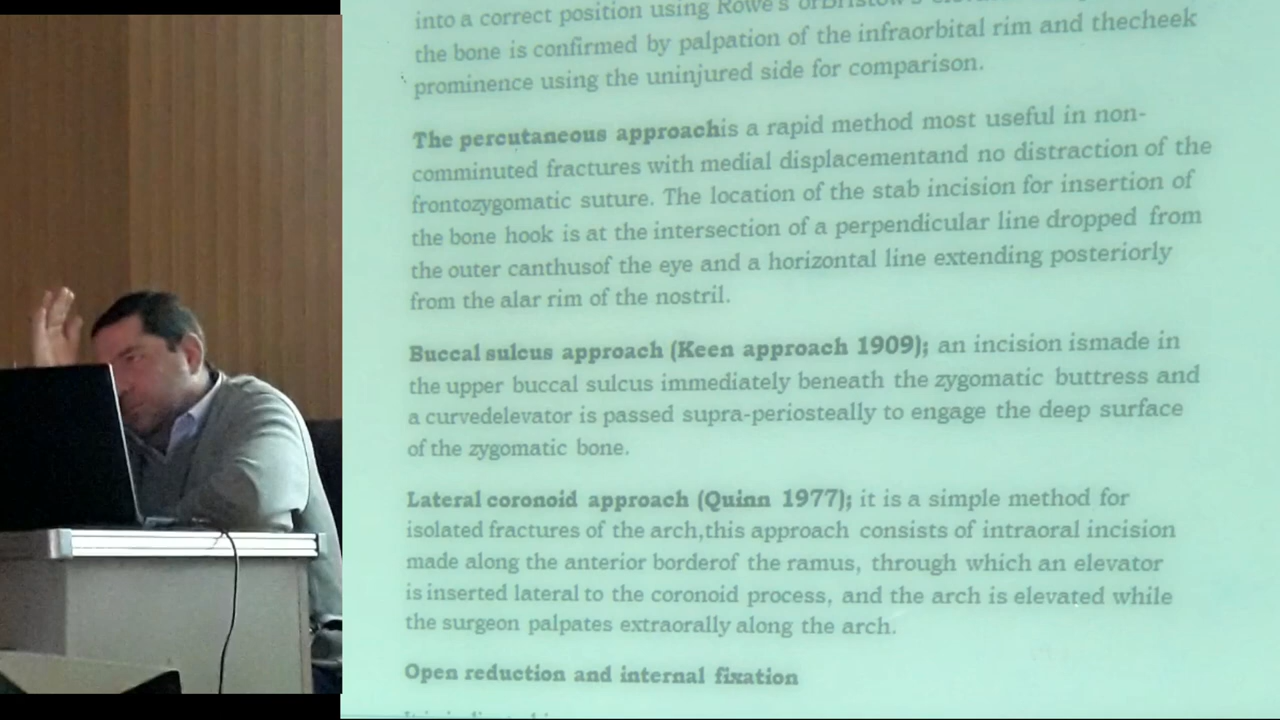 into a correct position using Rowe's
the bone is confirmed by palpation of the infraorbital rim and thecheek
prominence using the uninjured side for comparison.
The percutaneous approachis a rapid method most useful in non-
comminuted fractures with medial displacementand no distraction of the
frontozygomatic suture. The location of the stab incision for insertion of
the bone hook is at the intersection of a perpendicular line dropped from
the outer canthusof the eye and a horizontal line extending posteriorly
from the alar rim of the nostril.
Buccal sulcus approach (Keen approach 1909); an incision ismade in
the upper buccal sulcus immediately beneath the zygomatic buttress and
a curvedelevator is passed supra-periosteally to engage the deep surface
of the zygomatic bone.
Lateral coronoid approach (Quinn 1977); it is a simple method for
isolated fractures of the arch,this approach consists of intraoral incision
made along the anterior borderof the ramus, through which an elevator
is inserted lateral to the coronoid process, and the arch is elevated while
the surgeon palpates extraorally along the arch.
Open reduction and internal fixation